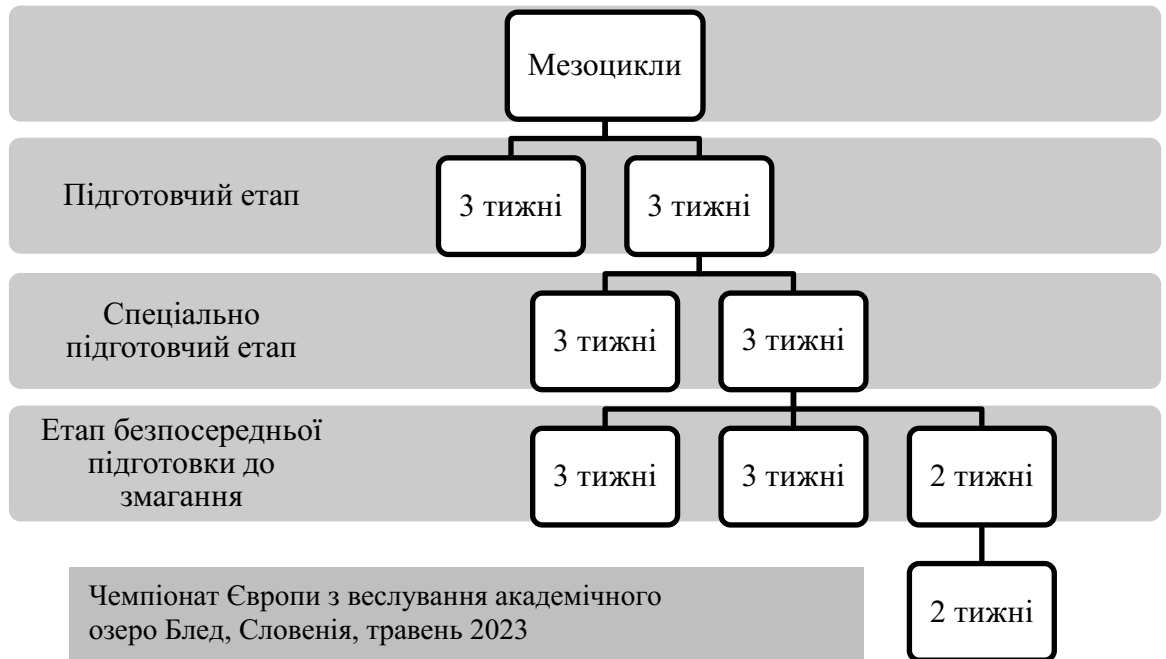 Мезоцикли
Підготовчий етап
3 тижні
3 тижні
Спеціально
підготовчий етап
3 тижні
3 тижні
Етап безпосередньої
підготовки до
змагання
3 тижні
3 тижні
2 тижні
2 тижні
Чемпіонат Європи з веслування академічного
озеро Блед, Словенія, травень 2023